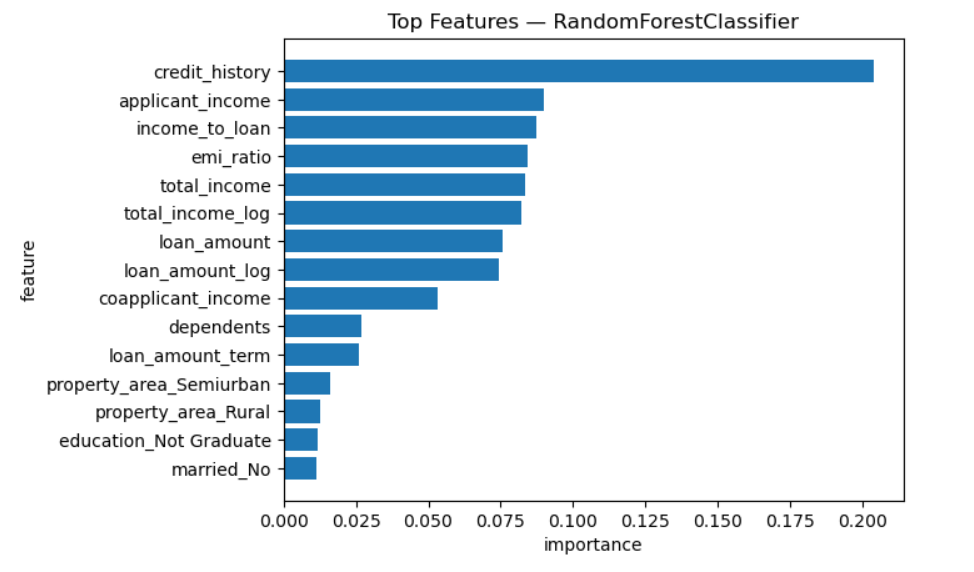 Top Features — RandomForestClassifier
feature
credit_history
applicant_income
income_to_loan
emi_ratio
total_income
total_income_log
loan_amount
loan_amount_log
coapplicant_income
dependents
loan_amount_term
property_area_Semiurban
property_area_Rural
education_Not Graduate
married_No
0.000 0.025 0.050 0.075 0.100 0.125 0.150 0.175 0.200
importance